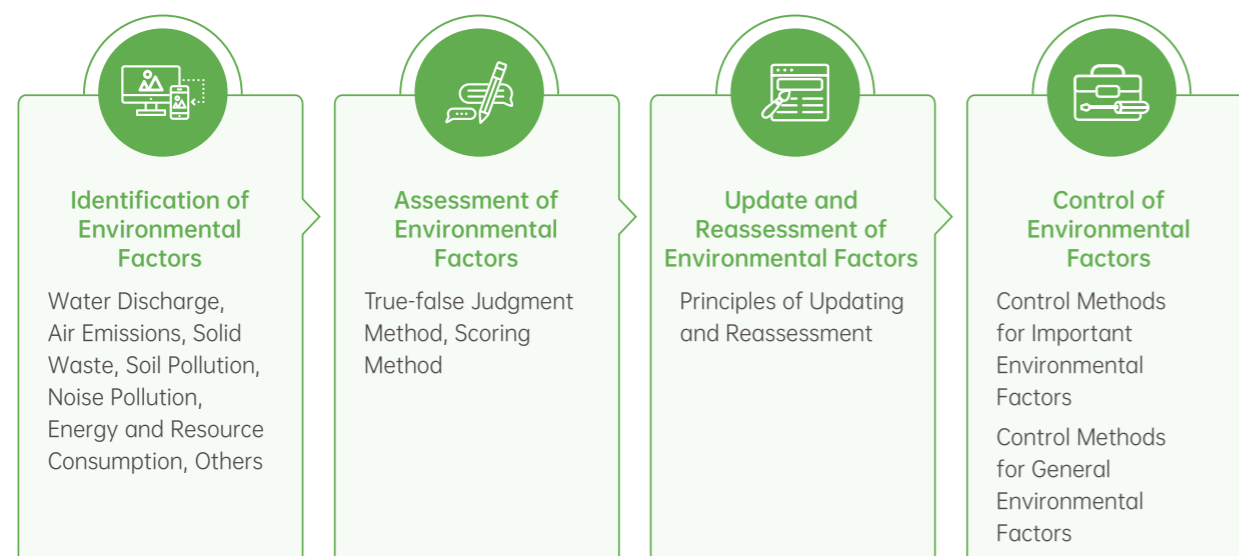 Identification of
Environmental
Factors
Water Discharge,
Air Emissions, Solid
Waste, Soil Pollution,
Noise Pollution,
Energy and Resource
Consumption, Others
Assessment of
Environmental
Factors
True-false Judgment
Method, Scoring
Method
Update and
Reassessment of
Environmental Factors
Principles of Updating
and Reassessment
Control of
Environmental
Factors
Control Methods
for Important
Environmental
Factors
Control Methods
for General
Environmental
Factors